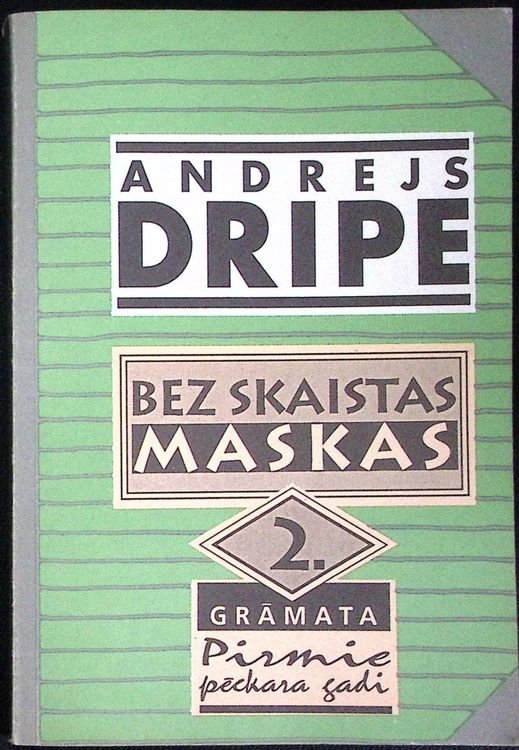 ANDREJS
DRIPE
BEZ SKAISTAS
MASKAS
2.
GRĀMATA
Pirmie
pēckara gadi